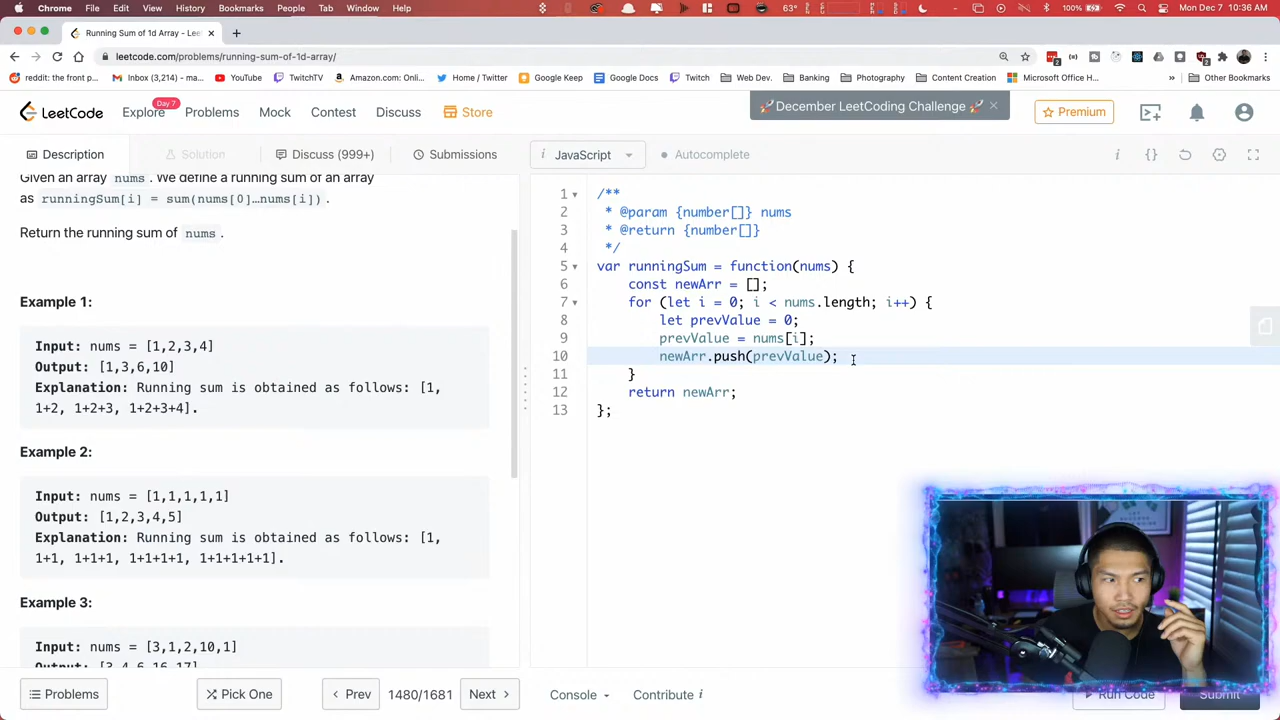 Chrome File Edit View History Bookmarks People Tab Window Help 100% Mon Dec 7 10:36 AM
Running Sum of 1d Array - Lee
leetcode.com/problems/running-sum-of-1d-array/
reddit: the front p... Inbox (3,214) - ma... YouTube TwitchTV Amazon.com: Onli... Home / Twitter Google Keep Google Docs Twitch Web Dev. Banking Photography Content Creation Microsoft Office H... » Other Bookmarks
LeetCode Explore Day 7 Problems Mock Contest Discuss Store 🚀December LeetCoding Challenge 🚀 × Premium
Description Solution Discuss (999+) Submissions JavaScript Autocomplete
Given an array nums. We define a running sum of an array
as runningSum[i] = sum(nums[0]…nums[i]).
Return the running sum of nums.
Example 1:
Input: nums = [1,2,3,4]
Output: [1,3,6,10]
Explanation: Running sum is obtained as follows: [1,
1+2, 1+2+3, 1+2+3+4].
Example 2:
Input: nums = [1,1,1,1,1]
Output: [1,2,3,4,5]
Explanation: Running sum is obtained as follows: [1,
1+1, 1+1+1, 1+1+1+1, 1+1+1+1+1].
Example 3:
Input: nums = [3,1,2,10,1]
Output: [3,4,6,16,17]
1 /**
2 * @param {number[]} nums
3 * @return {number[]}
4 */
5 var runningSum = function(nums) {
6 const newArr = [];
7 for (let i = 0; i < nums.length; i++) {
8 let prevValue = 0;
9 prevValue = nums[i];
10 newArr.push(prevValue);
11 }
12 return newArr;
13 };
Problems Pick One Prev 1480/1681 Next Console Contribute i Run Code Submit